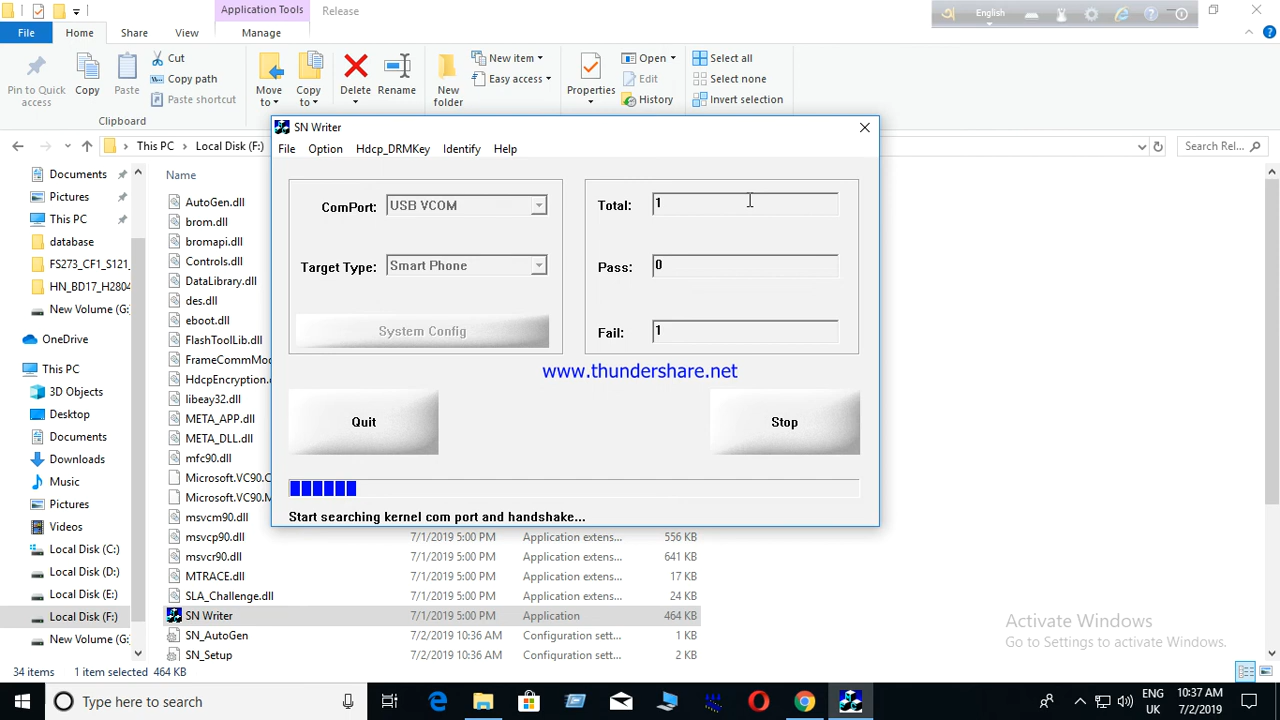 Application Tools
Release
English
File
Home
Share
View
Manage
Pin to Quick access
Copy
Paste
Cut
Copy path
Paste shortcut
Clipboard
Move to
Copy to
Delete
Rename
New folder
New item
Easy access
Properties
Open
Edit
History
Select all
Select none
Invert selection
This PC
Local Disk (F:)
Search Rel...
Documents
Pictures
This PC
database
FS273_CF1_S121_
HN_BD17_H2804
New Volume (G:
OneDrive
This PC
3D Objects
Desktop
Documents
Downloads
Music
Pictures
Videos
Local Disk (C:)
Local Disk (D:)
Local Disk (E:)
Local Disk (F:)
New Volume (G:
Name
AutoGen.dll
brom.dll
bromapi.dll
Controls.dll
DataLibrary.dll
des.dll
eboot.dll
FlashToolLib.dll
FrameCommMod
HdcpEncryption.d
libeay32.dll
META_APP.dll
META_DLL.dll
mfc90.dll
Microsoft.VC90.C
Microsoft.VC90.M
msvcm90.dll
msvcp90.dll 7/1/2019 5:00 PM Application extens... 556 KB
msvcr90.dll 7/1/2019 5:00 PM Application extens... 641 KB
MTRACE.dll 7/1/2019 5:00 PM Application extens... 17 KB
SLA_Challenge.dll 7/1/2019 5:00 PM Application extens... 24 KB
SN Writer 7/1/2019 5:00 PM Application 464 KB
SN_AutoGen 7/2/2019 10:36 AM Configuration sett... 1 KB
SN_Setup 7/2/2019 10:36 AM Configuration sett... 2 KB
SN Writer
File Option Hdcp_DRMKey Identify Help
ComPort: USB VCOM
Target Type: Smart Phone
System Config
Total: 1
Pass: 0
Fail: 1
www.thundershare.net
Quit
Stop
Start searching kernel com port and handshake...
Activate Windows
Go to Settings to activate Windows.
34 items 1 item selected 464 KB
Type here to search
ENG
UK
10:37 AM
7/2/2019